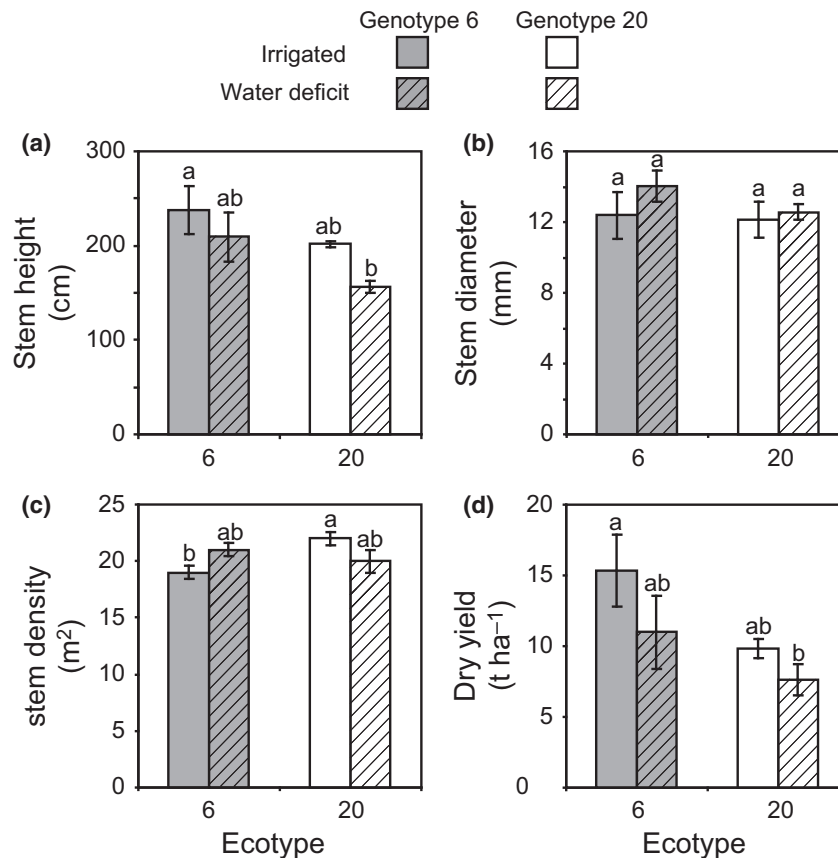 Genotype 6 Genotype 20
Irrigated
Water deficit
(a)
Stem height
(cm)
300
200
100
0
a ab ab b
6 20
(b)
Stem diameter
(mm)
16
12
8
4
0
a a a a
6 20
(c)
stem density
(m²)
25
20
15
10
5
0
b ab a ab
6 20
Ecotype
(d)
Dry yield
(t ha⁻¹)
20
15
10
5
0
a ab ab b
6 20
Ecotype